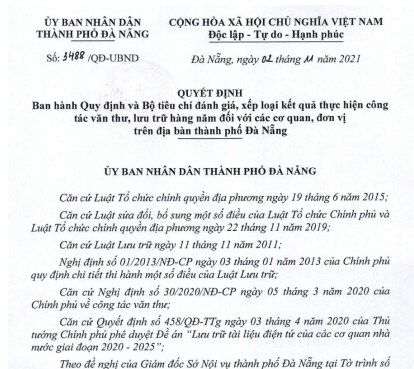 ỦY BAN NHÂN DÂN
THÀNH PHỐ ĐÀ NẴNG
CỘNG HÒA XÃ HỘI CHỦ NGHĨA VIỆT NAM
Độc lập - Tự do - Hạnh phúc
Số: 3488 /QĐ-UBND
Đà Nẵng, ngày 02 tháng 11 năm 2021
QUYẾT ĐỊNH
Ban hành Quy định và Bộ tiêu chí đánh giá, xếp loại kết quả thực hiện công
tác văn thư, lưu trữ hàng năm đối với các cơ quan, đơn vị
trên địa bàn thành phố Đà Nẵng
ỦY BAN NHÂN DÂN THÀNH PHỐ ĐÀ NẴNG
Căn cứ Luật Tổ chức chính quyền địa phương ngày 19 tháng 6 năm 2015;
Căn cứ Luật sửa đổi, bổ sung một số điều của Luật Tổ chức Chính phủ và
Luật Tổ chức chính quyền địa phương ngày 22 tháng 11 năm 2019;
Căn cứ Luật Lưu trữ ngày 11 tháng 11 năm 2011;
Nghị định số 01/2013/NĐ-CP ngày 03 tháng 01 năm 2013 của Chính phủ
quy định chi tiết thi hành một số điều của Luật Lưu trữ;
Căn cứ Nghị định số 30/2020/NĐ-CP ngày 05 tháng 3 năm 2020 của
Chính phủ về công tác văn thư;
Căn cứ Quyết định số 458/QĐ-TTg ngày 03 tháng 4 năm 2020 của Thủ
tướng Chính phủ phê duyệt Đề án “Lưu trữ tài liệu điện tử của các cơ quan nhà
nước giai đoạn 2020 - 2025”;
Theo đề nghị của Giám đốc Sở Nội vụ thành phố Đà Nẵng tại Tờ trình số